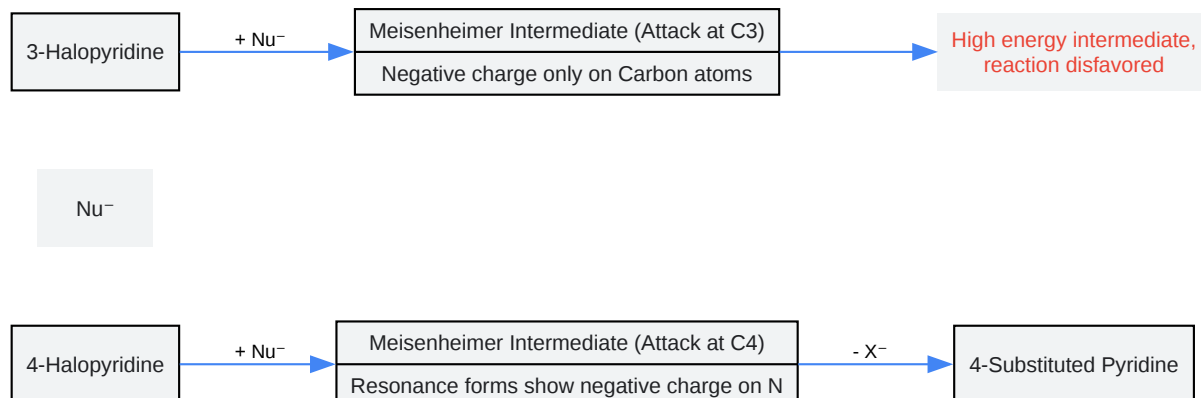 3-Halopyridine
+ Nu⁻
Meisenheimer Intermediate (Attack at C3)
Negative charge only on Carbon atoms
High energy intermediate,
reaction disfavored
Nu⁻
4-Halopyridine
+ Nu⁻
Meisenheimer Intermediate (Attack at C4)
Resonance forms show negative charge on N
- X⁻
4-Substituted Pyridine